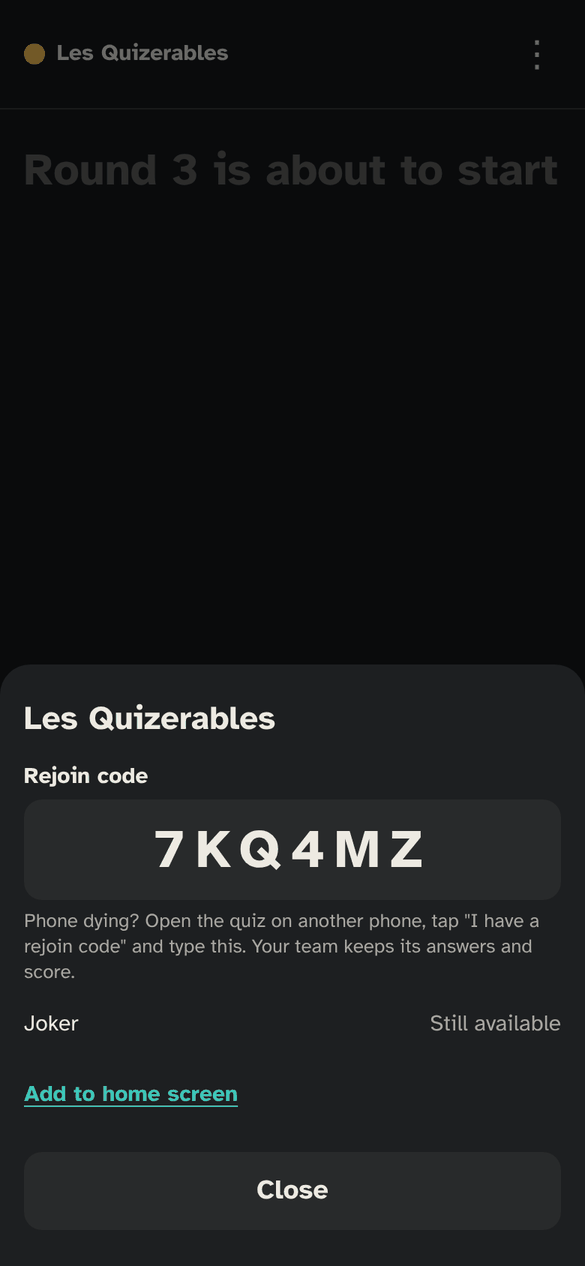 Les Quizerables
Round 3 is about to start
Les Quizerables
Rejoin code
7KQ4MZ
Phone dying? Open the quiz on another phone, tap "I have a
rejoin code" and type this. Your team keeps its answers and
score.
Joker Still available
Add to home screen
Close